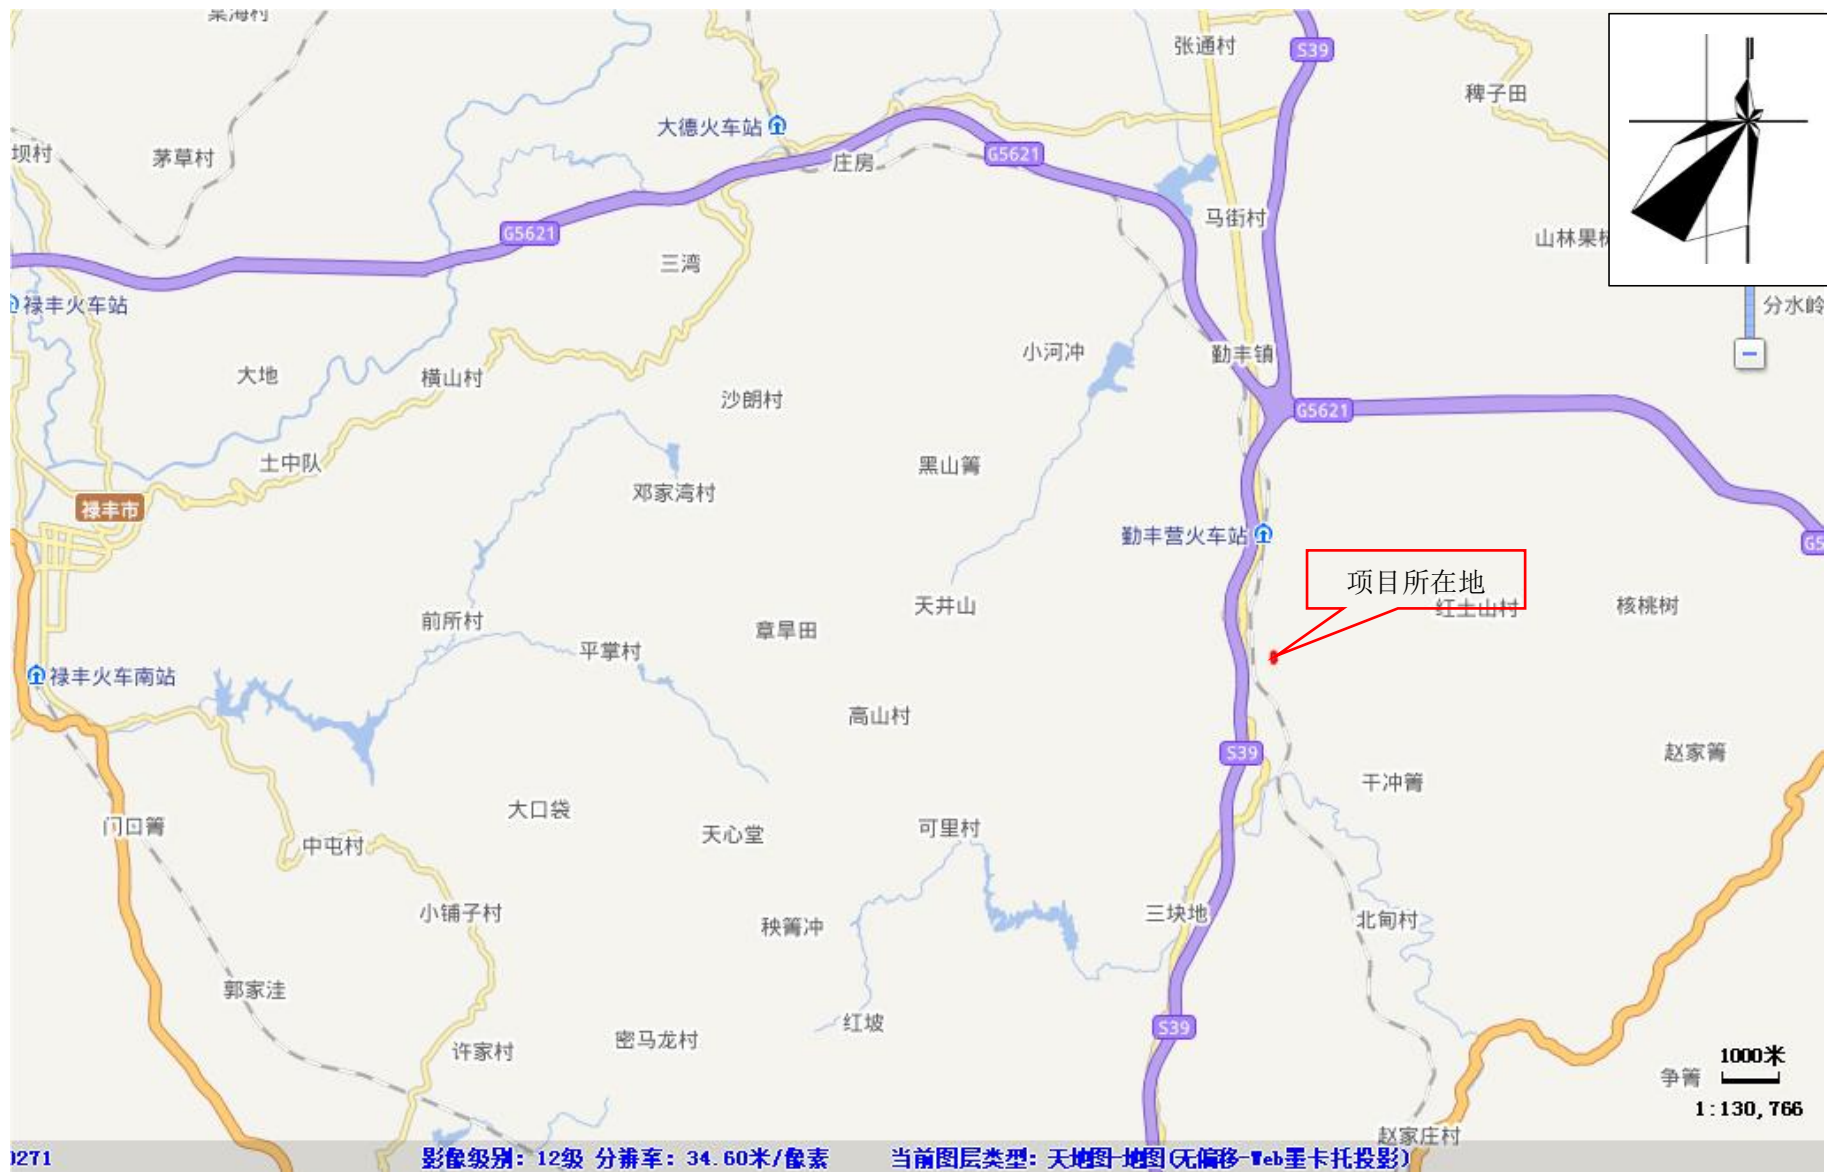 张通村
S39
稗子田
大德火车站
坝村
茅草村
庄房
G5621
马街村
G5621
山林果树
三湾
禄丰火车站
分水岭
小河冲
勤丰镇
大地
横山村
沙朗村
G5621
土中队
黑山箐
邓家湾村
禄丰市
勤丰营火车站
G5
项目所在地
天井山
红土山村
核桃树
前所村
章旱田
平掌村
禄丰火车南站
高山村
S39
赵家箐
干冲箐
大口袋
门口箐
天心堂
可里村
中屯村
小铺子村
三块地
北甸村
秧箐冲
郭家洼
红坡
S39
密马龙村
许家村
1000米
争箐
1:130,766
赵家庄村
0271
影像级别: 12级 分辨率: 34.60米/像素
当前图层类型: 天地图-地图(无偏移-Web墨卡托投影)